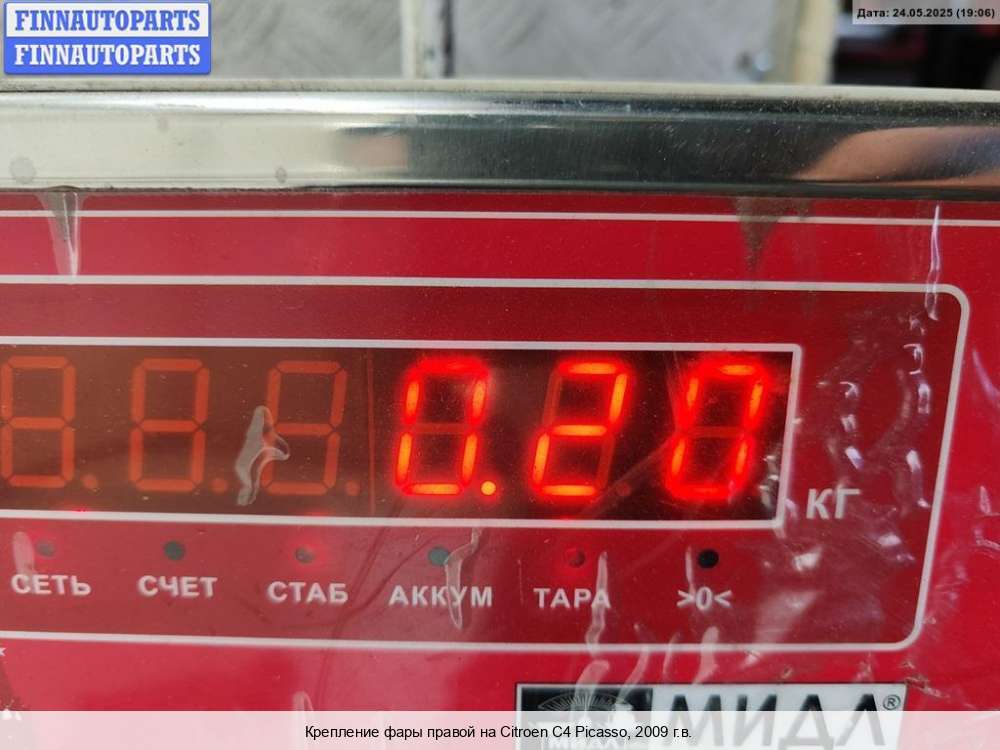 FINNAUTOPARTS
FINNAUTOPARTS
Дата: 24.05.2025 (19:06)
0.20
КГ
СЕТЬ СЧЕТ СТАБ АККУМ ТАРА >0<
МИДЛ®
Крепление фары правой на Citroen C4 Picasso, 2009 г.в.